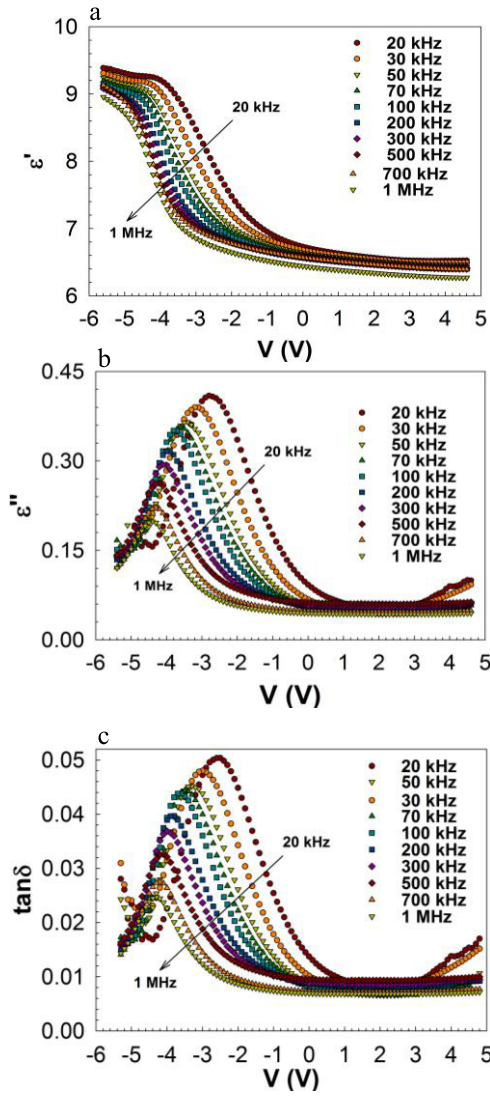 a
10
9
8
7
6
ε'
20 kHz
30 kHz
50 kHz
70 kHz
100 kHz
200 kHz
300 kHz
500 kHz
700 kHz
1 MHz
20 kHz
1 MHz
-6 -5 -4 -3 -2 -1 0 1 2 3 4 5
V (V)
b
0.45
0.30
0.15
0.00
ε''
20 kHz
30 kHz
50 kHz
70 kHz
100 kHz
200 kHz
300 kHz
500 kHz
700 kHz
1 MHz
20 kHz
1 MHz
-6 -5 -4 -3 -2 -1 0 1 2 3 4 5
V (V)
c
0.05
0.04
0.03
0.02
0.01
0.00
tanδ
20 kHz
50 kHz
30 kHz
70 kHz
100 kHz
200 kHz
300 kHz
500 kHz
700 kHz
1 MHz
20 kHz
1 MHz
-6 -5 -4 -3 -2 -1 0 1 2 3 4 5
V (V)